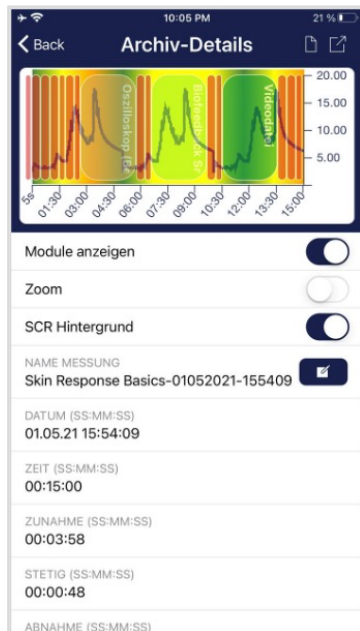 10:05 PM
21 %
Back
Archiv-Details
20.00
15.00
10.00
5.00
Oszilloskop
Biofeedback Sr
Videodatei
5s
01:30
03:00
04:30
06:00
07:30
09:00
10:30
12:00
13:30
15:00
Module anzeigen
Zoom
SCR Hintergrund
NAME MESSUNG
Skin Response Basics-01052021-155409
DATUM (SS:MM:SS)
01.05.21 15:54:09
ZEIT (SS:MM:SS)
00:15:00
ZUNAHME (SS:MM:SS)
00:03:58
STETIG (SS:MM:SS)
00:00:48
ABNAHME (SS:MM:SS)